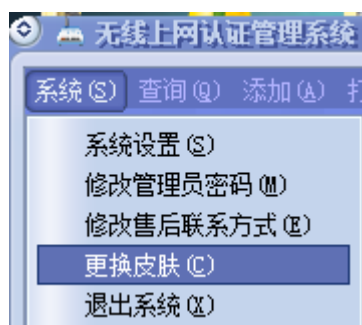 无线上网认证管理系统
系统(S) 查询(Q) 添加(A)
系统设置(S)
修改管理员密码(M)
修改售后联系方式(E)
更换皮肤(C)
退出系统(X)